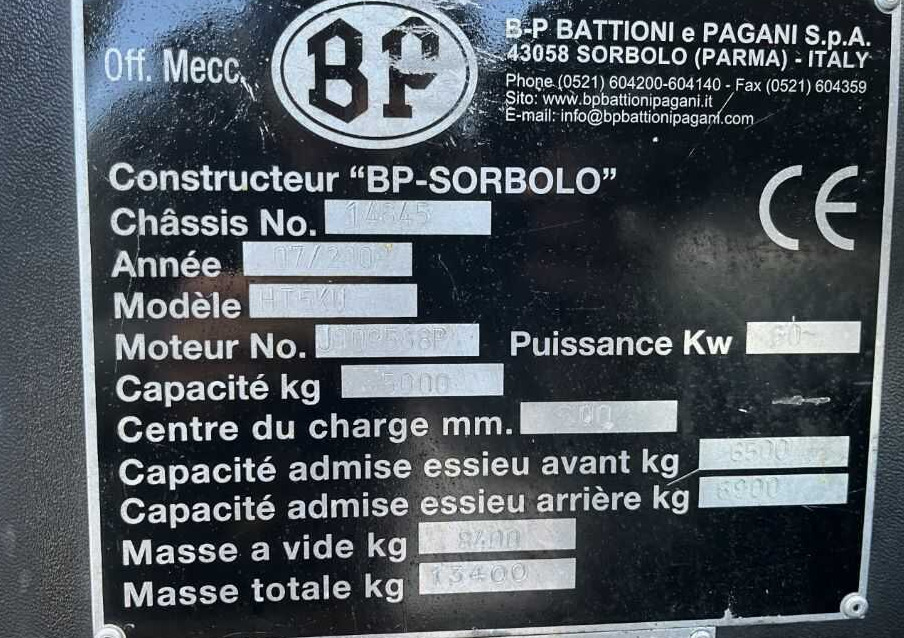 Off. Mecc.
BP
B-P BATTIONI e PAGANI S.p.A.
43058 SORBOLO (PARMA) - ITALY
Phone (0521) 604200-604140 - Fax (0521) 604359
Sito: www.bpbattionipagani.it
E-mail: info@bpbattionipagani.com
Constructeur “BP-SORBOLO”
CE
Châssis No.
Année
Modèle
Moteur No. Puissance Kw
Capacité kg 5000
Centre du charge mm.
Capacité admise essieu avant kg 6500
Capacité admise essieu arrière kg 6900
Masse a vide kg 8400
Masse totale kg 13400